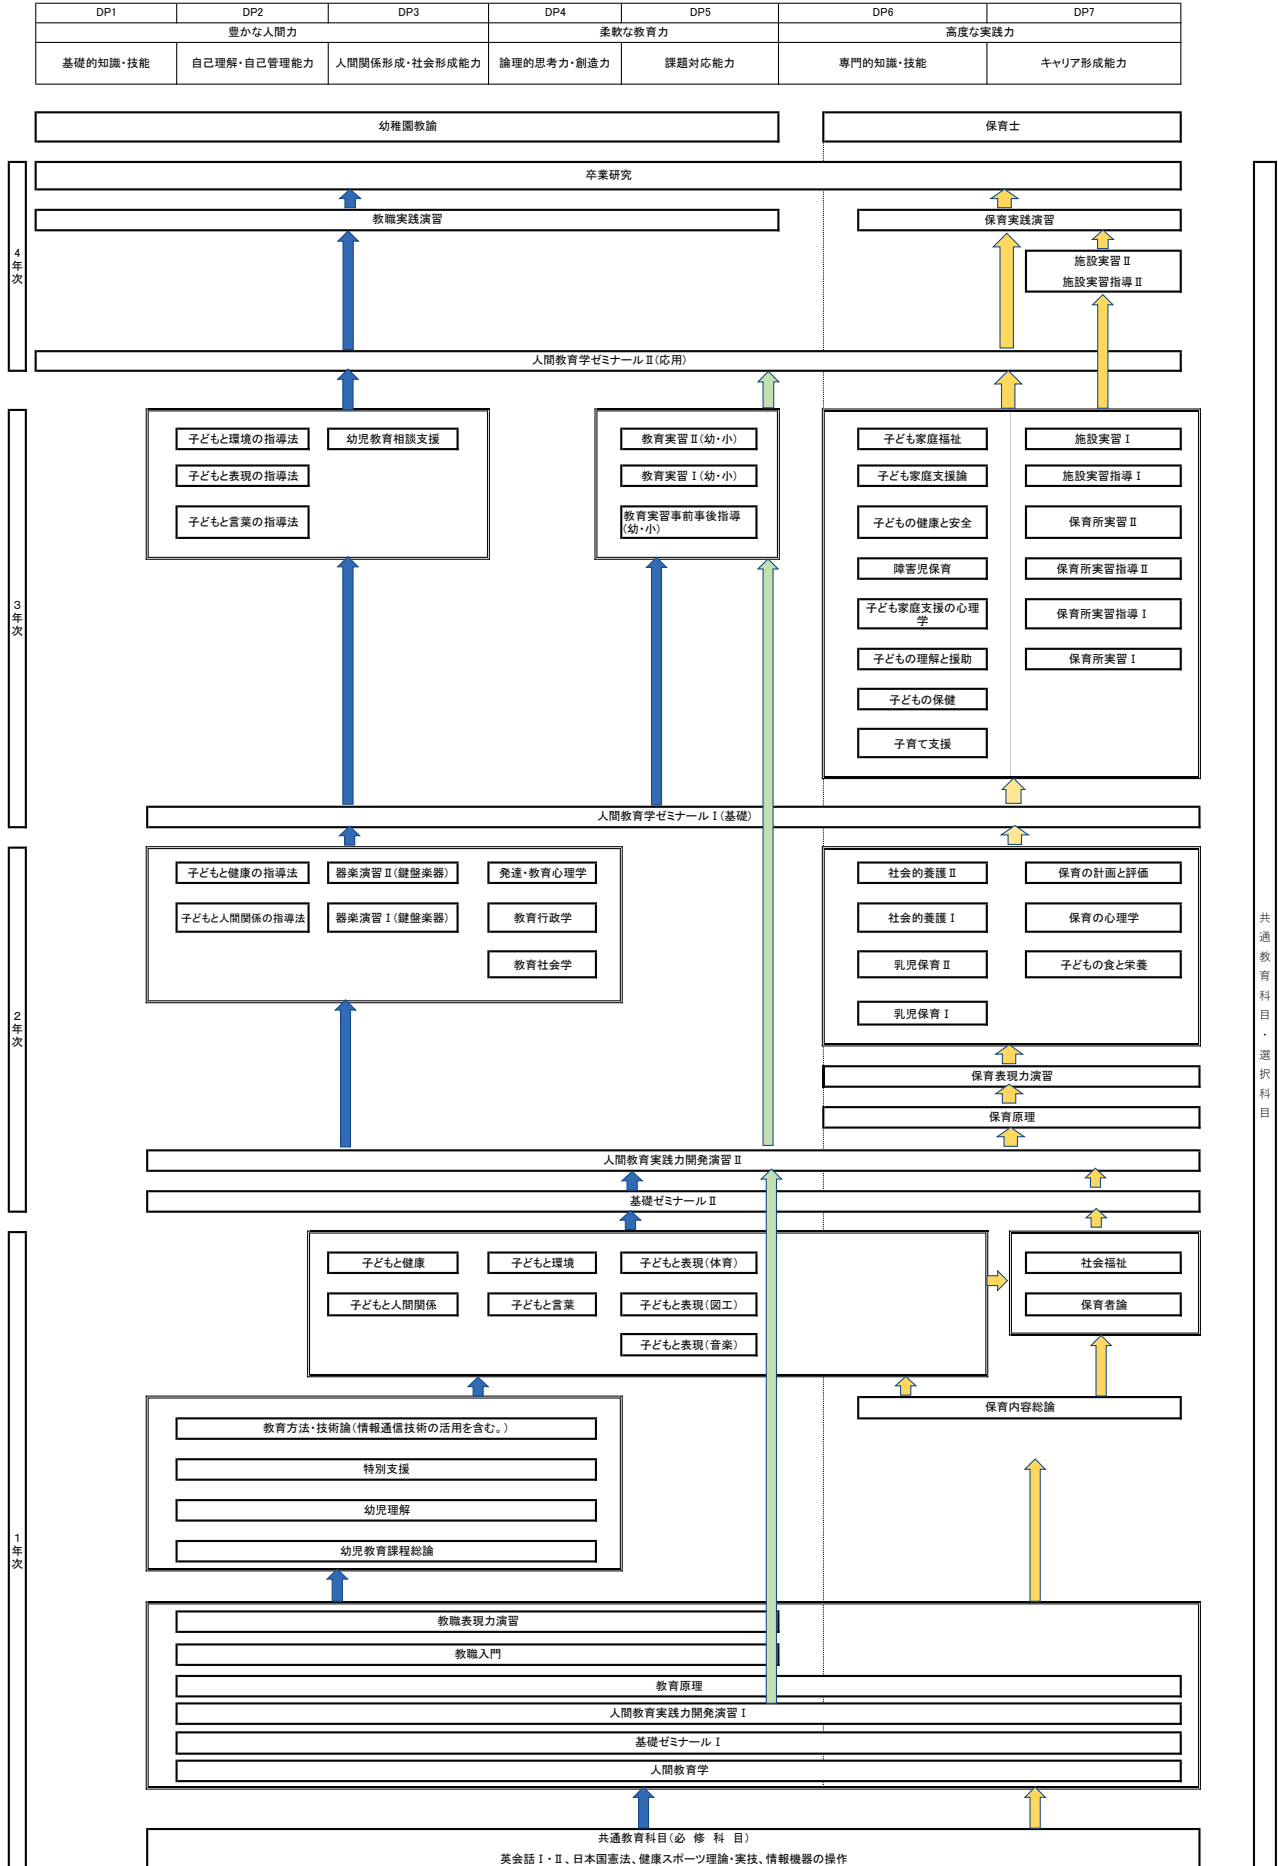 DP1 DP2 DP3 DP4 DP5 DP6 DP7
豊かな人間力 柔軟な教育力 高度な実践力
基礎的知識・技能 自己理解・自己管理能力 人間関係形成・社会形成能力 論理的思考力・創造力 課題対応能力 専門的知識・技能 キャリア形成能力
幼稚園教諭 保育士
4年次
卒業研究
教職実践演習 保育実践演習
施設実習Ⅱ
施設実習指導Ⅱ
人間教育学ゼミナールⅡ(応用)
3年次
子どもと環境の指導法 幼児教育相談支援 教育実習Ⅱ(幼・小) 子ども家庭福祉 施設実習Ⅰ
子どもと表現の指導法 教育実習Ⅰ(幼・小) 子ども家庭支援論 施設実習指導Ⅰ
子どもと言葉の指導法 教育実習事前事後指導
(幼・小) 子どもの健康と安全 保育所実習Ⅱ
障害児保育 保育所実習指導Ⅱ
子ども家庭支援の心理
学 保育所実習指導Ⅰ
子どもの理解と援助 保育所実習Ⅰ
子どもの保健
子育て支援
人間教育学ゼミナールⅠ(基礎)
2年次
子どもと健康の指導法 器楽演習Ⅱ(鍵盤楽器) 発達・教育心理学 社会的養護Ⅱ 保育の計画と評価
子どもと人間関係の指導法 器楽演習Ⅰ(鍵盤楽器) 教育行政学 社会的養護Ⅰ 保育の心理学
教育社会学 乳児保育Ⅱ 子どもの食と栄養
乳児保育Ⅰ
保育表現力演習
保育原理
人間教育実践力開発演習Ⅱ
基礎ゼミナールⅡ
1年次
子どもと健康 子どもと環境 子どもと表現(体育) 社会福祉
子どもと人間関係 子どもと言葉 子どもと表現(図工) 保育者論
子どもと表現(音楽)
保育内容総論
教育方法・技術論(情報通信技術の活用を含む。)
特別支援
幼児理解
幼児教育課程総論
教職表現力演習
教職入門
教育原理
人間教育実践力開発演習Ⅰ
基礎ゼミナールⅠ
人間教育学
共通教育科目(必 修 科 目)
英会話Ⅰ・Ⅱ、日本国憲法、健康スポーツ理論・実技、情報機器の操作
共通教育科目・選択科目